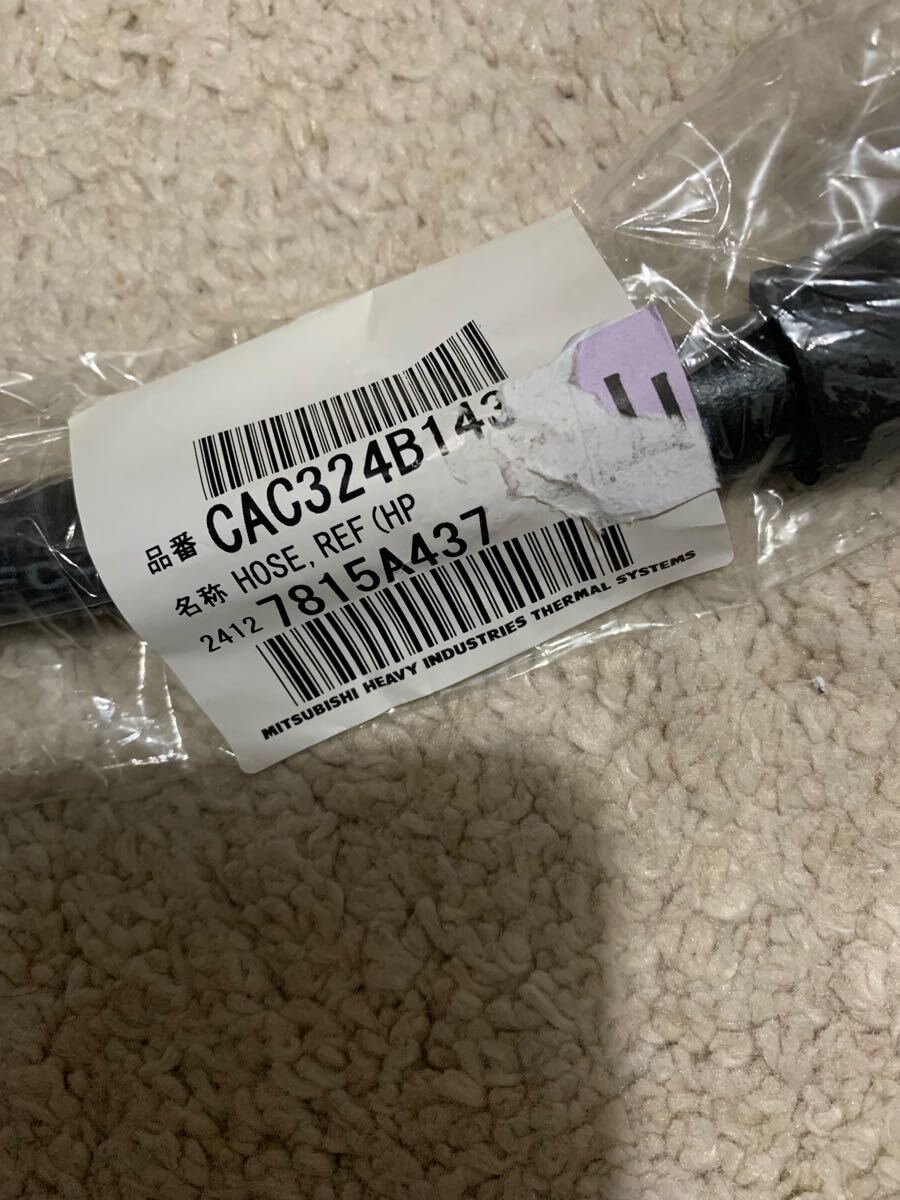 品番 CAC324B143
名称 HOSE, REF (HP
2412 7815A437
MITSUBISHI HEAVY INDUSTRIES THERMAL SYSTEMS